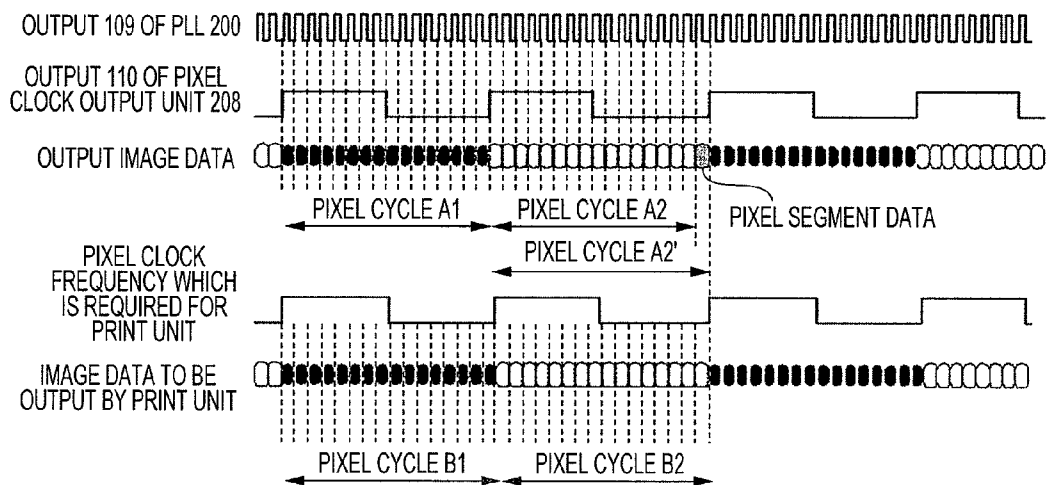 OUTPUT 109 OF PLL 200
OUTPUT 110 OF PIXEL
CLOCK OUTPUT UNIT 208
OUTPUT IMAGE DATA
PIXEL CYCLE A1
PIXEL CYCLE A2
PIXEL SEGMENT DATA
PIXEL CYCLE A2'
PIXEL CLOCK
FREQUENCY WHICH
IS REQUIRED FOR
PRINT UNIT
IMAGE DATA TO BE
OUTPUT BY PRINT UNIT
PIXEL CYCLE B1
PIXEL CYCLE B2